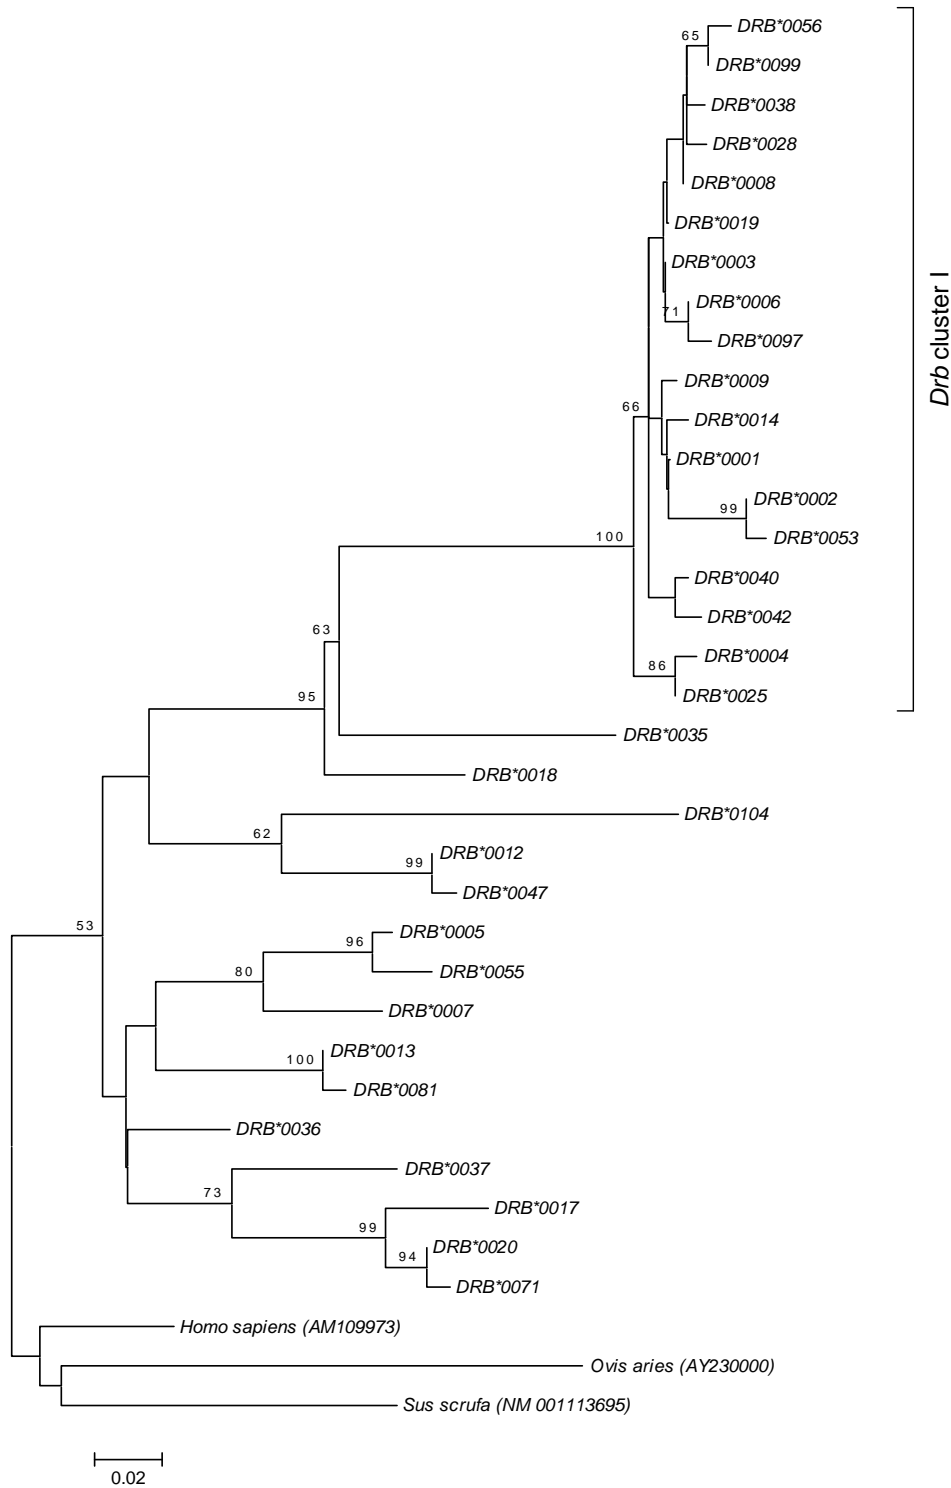 65
DRB*0056
DRB*0099
DRB*0038
DRB*0028
DRB*0008
DRB*0019
DRB*0003
DRB*0006
71
DRB*0097
DRB*0009
66
DRB*0014
DRB*0001
DRB*0002
99
DRB*0053
100
DRB*0040
DRB*0042
DRB*0004
86
DRB*0025
Drb cluster I
63
95
DRB*0035
DRB*0018
DRB*0104
62
DRB*0012
99
DRB*0047
53
DRB*0005
96
DRB*0055
80
DRB*0007
DRB*0013
100
DRB*0081
DRB*0036
DRB*0037
73
DRB*0017
99
DRB*0020
94
DRB*0071
Homo sapiens (AM109973)
Ovis aries (AY230000)
Sus scrufa (NM 001113695)
0.02